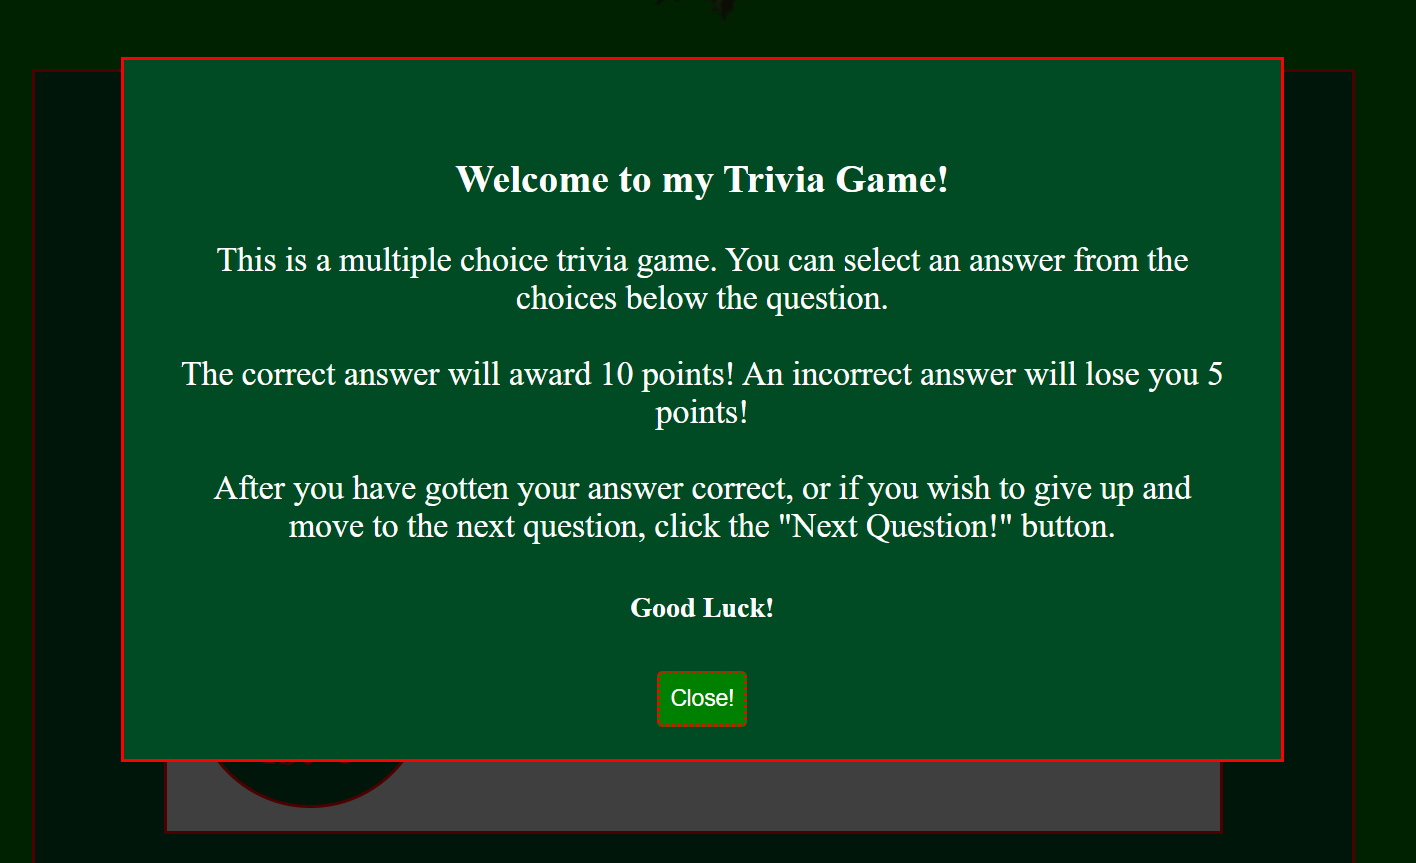 Welcome to my Trivia Game!
This is a multiple choice trivia game. You can select an answer from the
choices below the question.
The correct answer will award 10 points! An incorrect answer will lose you 5
points!
After you have gotten your answer correct, or if you wish to give up and
move to the next question, click the "Next Question!" button.
Good Luck!
Close!